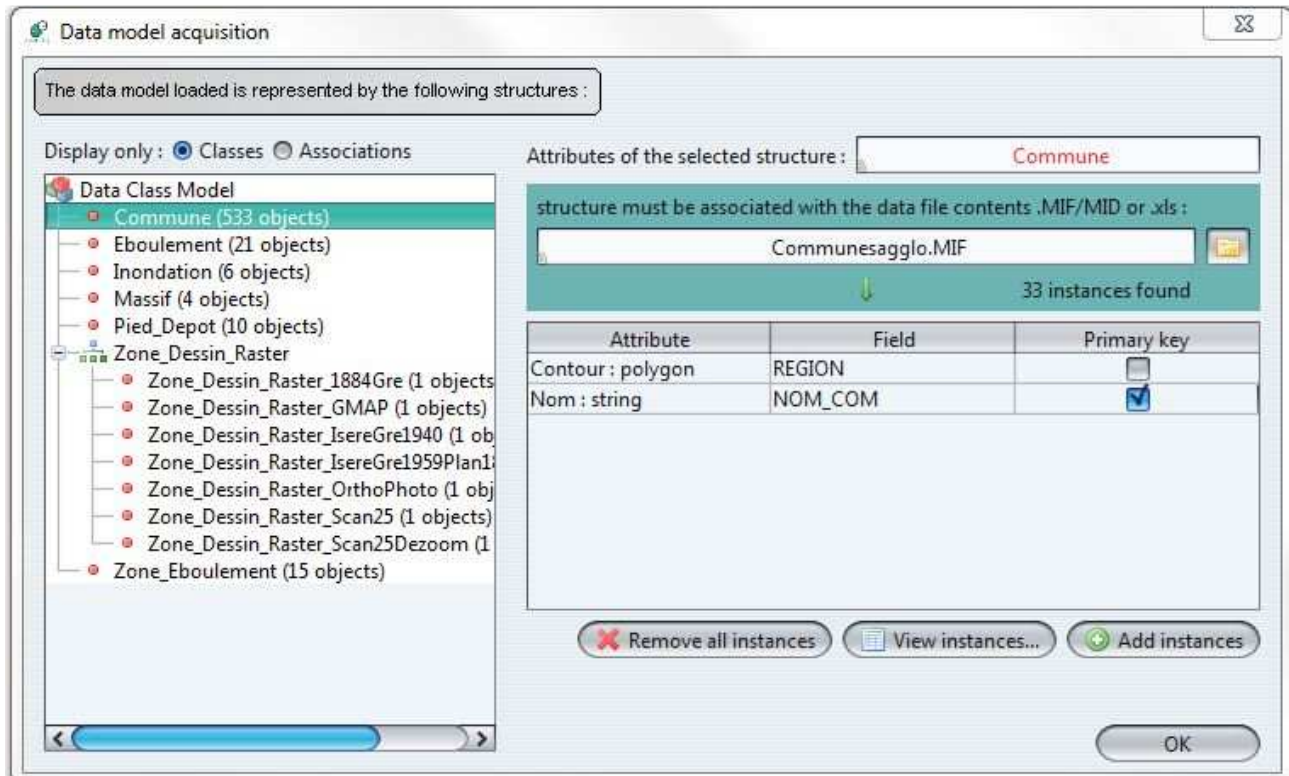 Data model acquisition
The data model loaded is represented by the following structures :
Display only : Classes Associations
Data Class Model
Commune (533 objects)
Eboulement (21 objects)
Inondation (6 objects)
Massif (4 objects)
Pied_Depot (10 objects)
Zone_Dessin_Raster
Zone_Dessin_Raster_1884Gre (1 objects
Zone_Dessin_Raster_GMAP (1 objects)
Zone_Dessin_Raster_IsereGre1940 (1 ob
Zone_Dessin_Raster_IsereGre1959Plan18
Zone_Dessin_Raster_OrthoPhoto (1 obj
Zone_Dessin_Raster_Scan25 (1 objects)
Zone_Dessin_Raster_Scan25Dezoom (1
Zone_Eboulement (15 objects)
Attributes of the selected structure : Commune
structure must be associated with the data file contents .MIF/MID or .xls :
Communesagglo.MIF
33 instances found
Attribute Field Primary key
Contour : polygon REGION
Nom : string NOM_COM
Remove all instances View instances... Add instances
OK